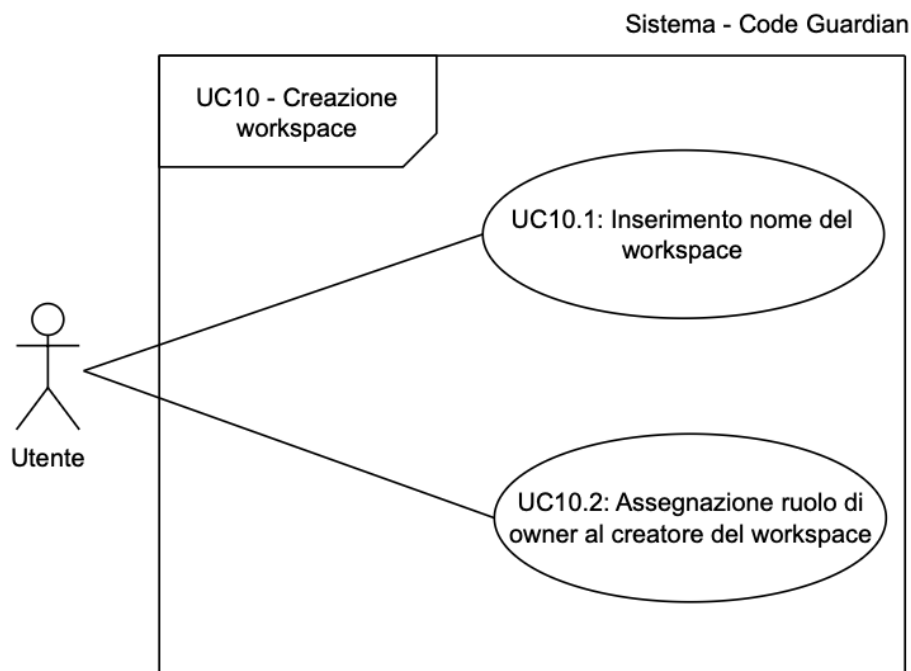 Sistema - Code Guardian
UC10 - Creazione
workspace
UC10.1: Inserimento nome del
workspace
Utente
UC10.2: Assegnazione ruolo di
owner al creatore del workspace